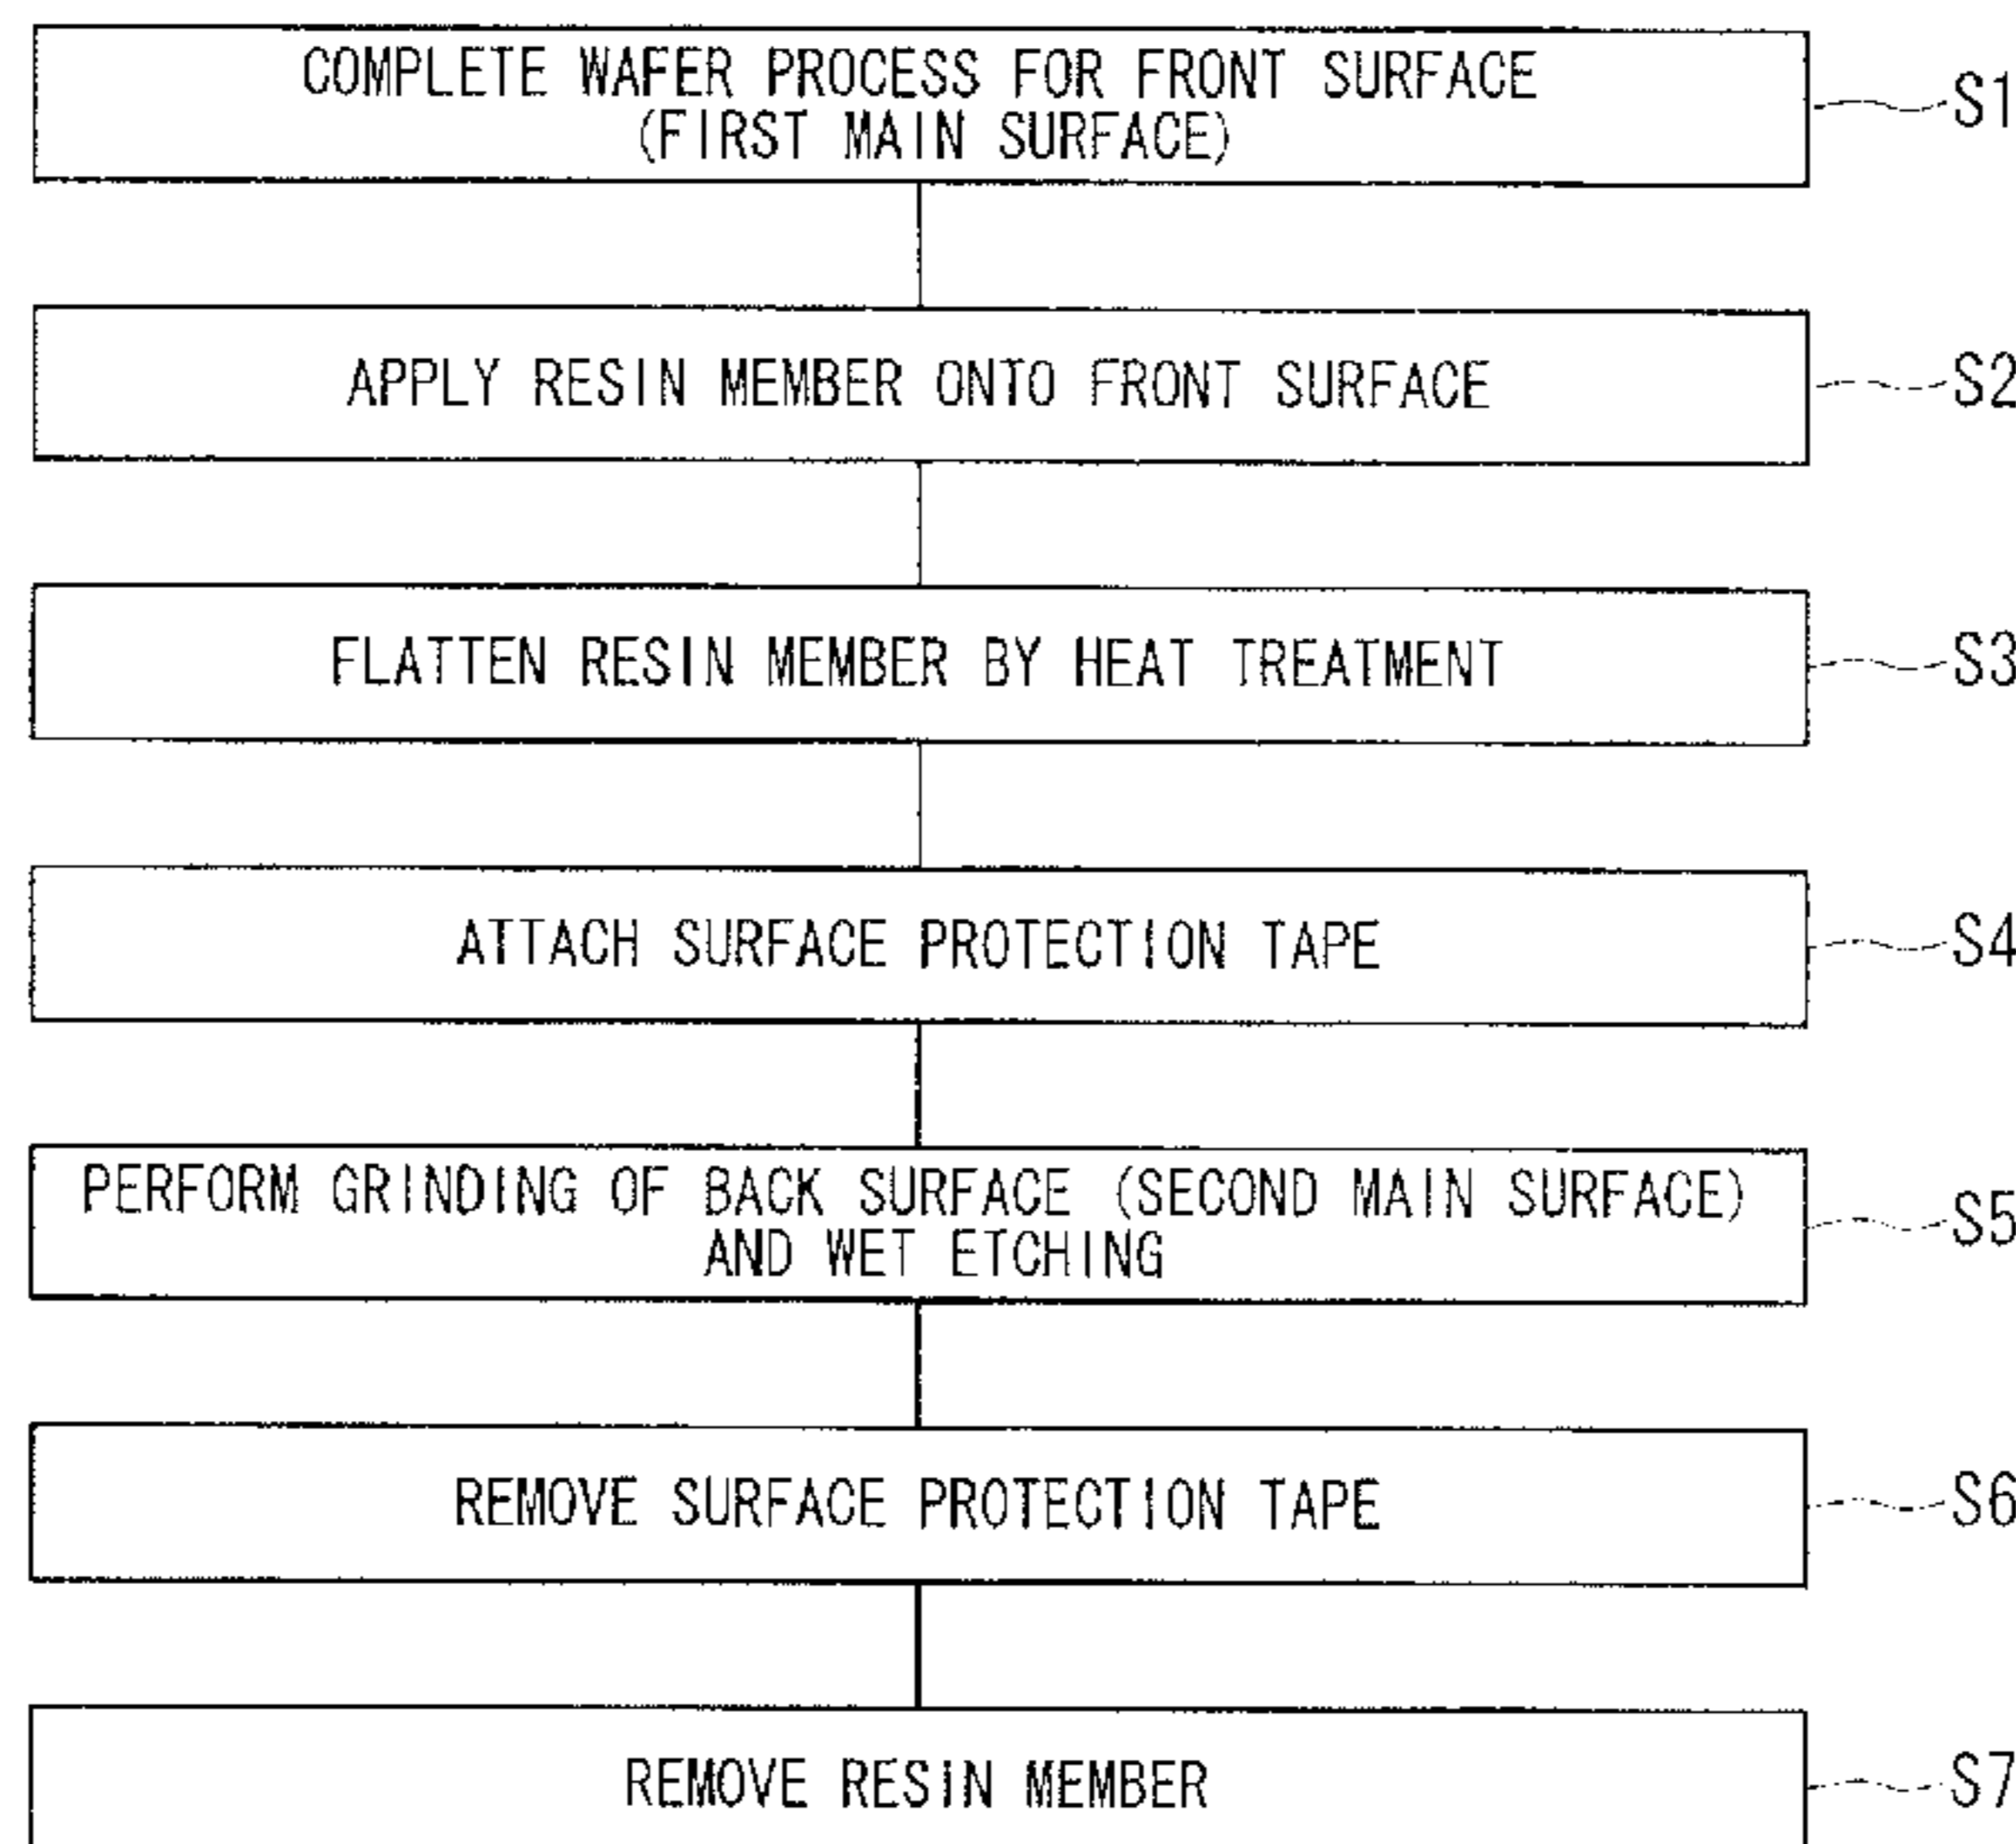 COMPLETE WAFER PROCESS FOR FRONT SURFACE
(FIRST MAIN SURFACE)
S1
APPLY RESIN MEMBER ONTO FRONT SURFACE
S2
FLATTEN RESIN MEMBER BY HEAT TREATMENT
S3
ATTACH SURFACE PROTECTION TAPE
S4
PERFORM GRINDING OF BACK SURFACE (SECOND MAIN SURFACE)
AND WET ETCHING
S5
REMOVE SURFACE PROTECTION TAPE
S6
REMOVE RESIN MEMBER
S7